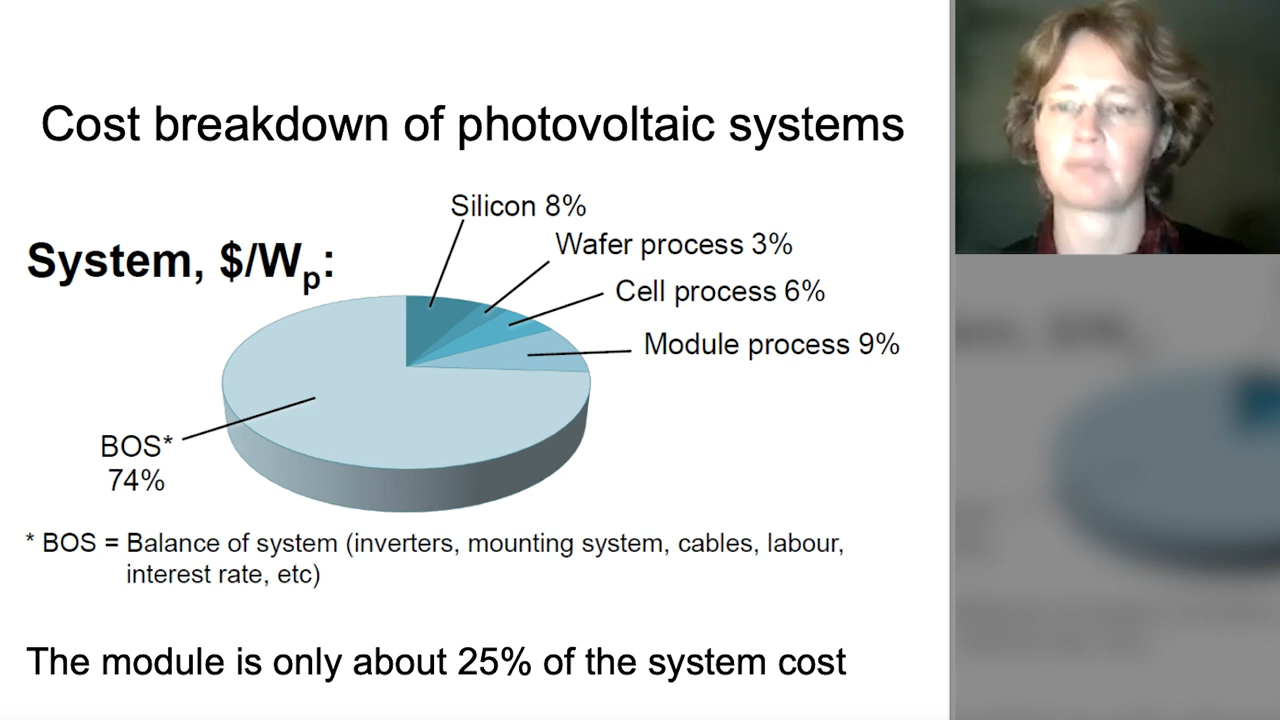 Cost breakdown of photovoltaic systems
Silicon 8%
Wafer process 3%
System, $/Wp:
Cell process 6%
Module process 9%
BOS*
74%
* BOS = Balance of system (inverters, mounting system, cables, labour,
interest rate, etc)
The module is only about 25% of the system cost